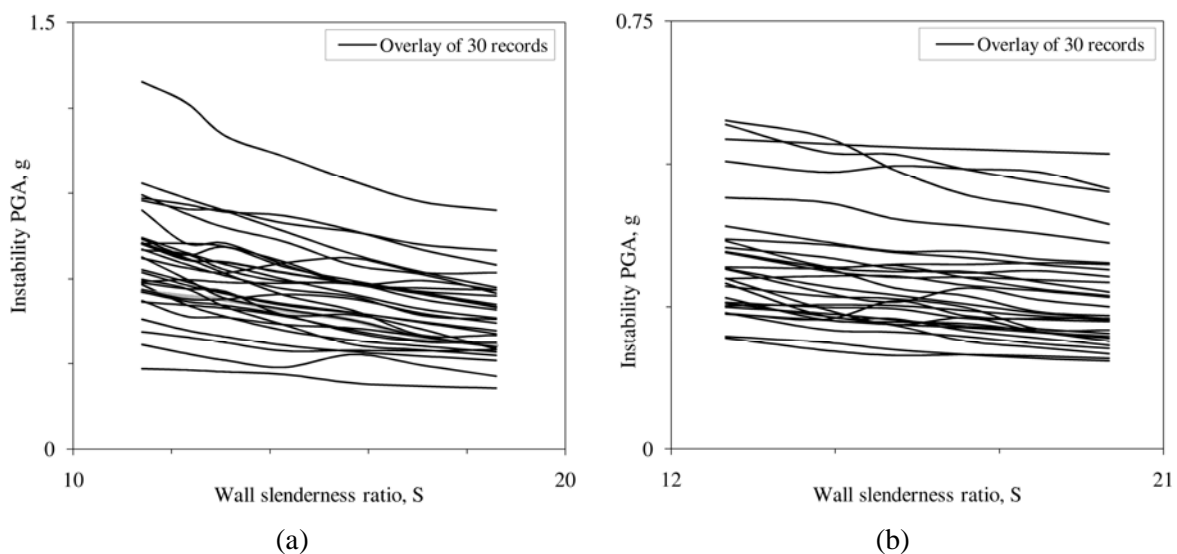 1.5
Overlay of 30 records
Instability PGA, g
0
10
20
Wall slenderness ratio, S
(a)
0.75
Overlay of 30 records
Instability PGA, g
0
12
21
Wall slenderness ratio, S
(b)